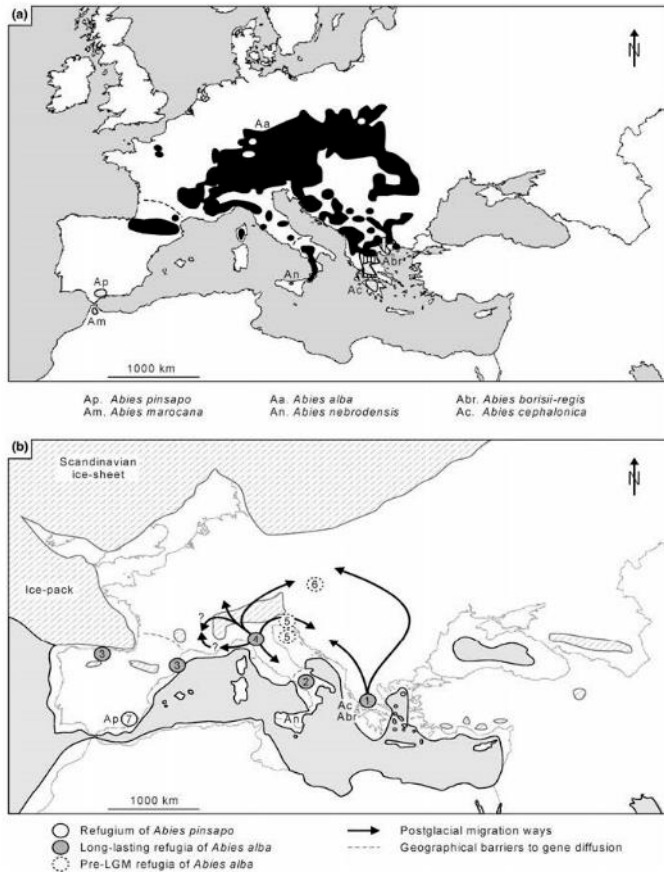 (a)
N
Aa
Ap
Am
An
Abr
Ac
1000 km
Ap. Abies pinsapo Aa. Abies alba Abr. Abies borisii-regis
Am. Abies marocana An. Abies nebrodensis Ac. Abies cephalonica
(b)
Scandinavian
ice-sheet
N
Ice-pack
6
?
5
4
5
?
3
3
2
1
Ac
Abr
Ap 7
An
1000 km
Refugium of Abies pinsapo Postglacial migration ways
Long-lasting refugia of Abies alba Geographical barriers to gene diffusion
Pre-LGM refugia of Abies alba